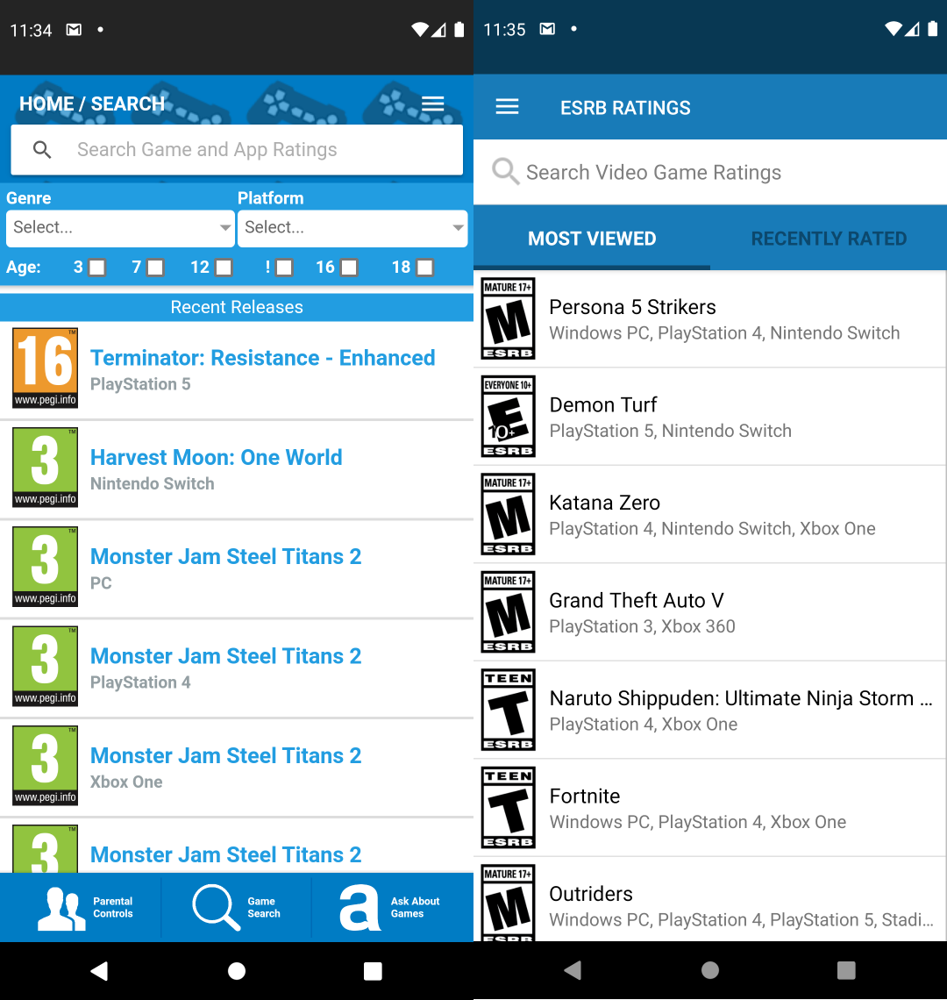 11:34
HOME / SEARCH
Search Game and App Ratings
Genre
Platform
Select...
Select...
Age: 3 7 12 ! 16 18
Recent Releases
16
TM
www.pegi.info
Terminator: Resistance - Enhanced
PlayStation 5
3
TM
www.pegi.info
Harvest Moon: One World
Nintendo Switch
3
TM
www.pegi.info
Monster Jam Steel Titans 2
PC
3
TM
www.pegi.info
Monster Jam Steel Titans 2
PlayStation 4
3
TM
www.pegi.info
Monster Jam Steel Titans 2
Xbox One
3
TM
Monster Jam Steel Titans 2
Parental
Controls
Game
Search
a
Ask About
Games
11:35
ESRB RATINGS
Search Video Game Ratings
MOST VIEWED
RECENTLY RATED
MATURE 17+
M
ESRB
Persona 5 Strikers
Windows PC, PlayStation 4, Nintendo Switch
EVERYONE 10+
E
10+
ESRB
Demon Turf
PlayStation 5, Nintendo Switch
MATURE 17+
M
ESRB
Katana Zero
PlayStation 4, Nintendo Switch, Xbox One
MATURE 17+
M
ESRB
Grand Theft Auto V
PlayStation 3, Xbox 360
TEEN
T
ESRB
Naruto Shippuden: Ultimate Ninja Storm ...
PlayStation 4, Xbox One
TEEN
T
ESRB
Fortnite
Windows PC, PlayStation 4, Xbox One
MATURE 17+
M
ESRB
Outriders
Windows PC, PlayStation 4, PlayStation 5, Stadi...